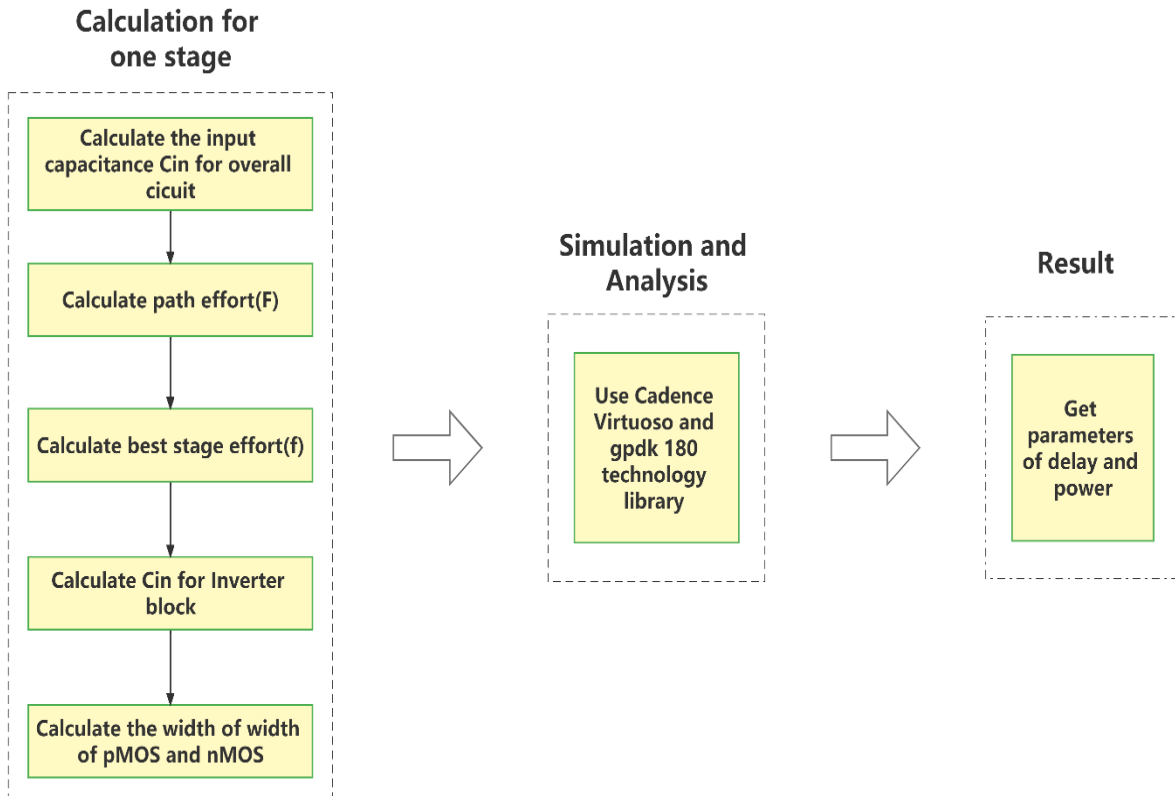 Calculation for
one stage
Calculate the input
capacitance Cin for overall
cicuit
Calculate path effort(F)
Calculate best stage effort(f)
Calculate Cin for Inverter
block
Calculate the width of width
of pMOS and nMOS
Simulation and
Analysis
Use Cadence
Virtuoso and
gpdk 180
technology
library
Result
Get
parameters
of delay and
power